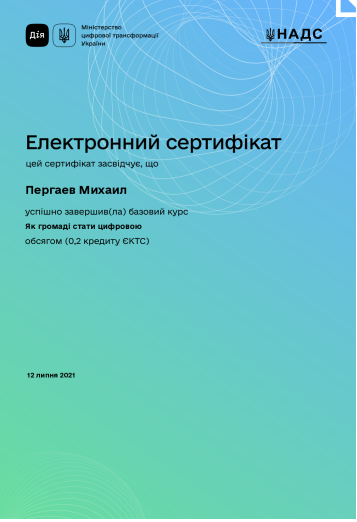 Дія
Міністерство
цифрової трансформації
України
НАДС
Електронний сертифікат
цей сертифікат засвідчує, що
Пергаев Михаил
успішно завершив(ла) базовий курс
Як громаді стати цифровою
обсягом (0,2 кредиту ЄКТС)
12 липня 2021